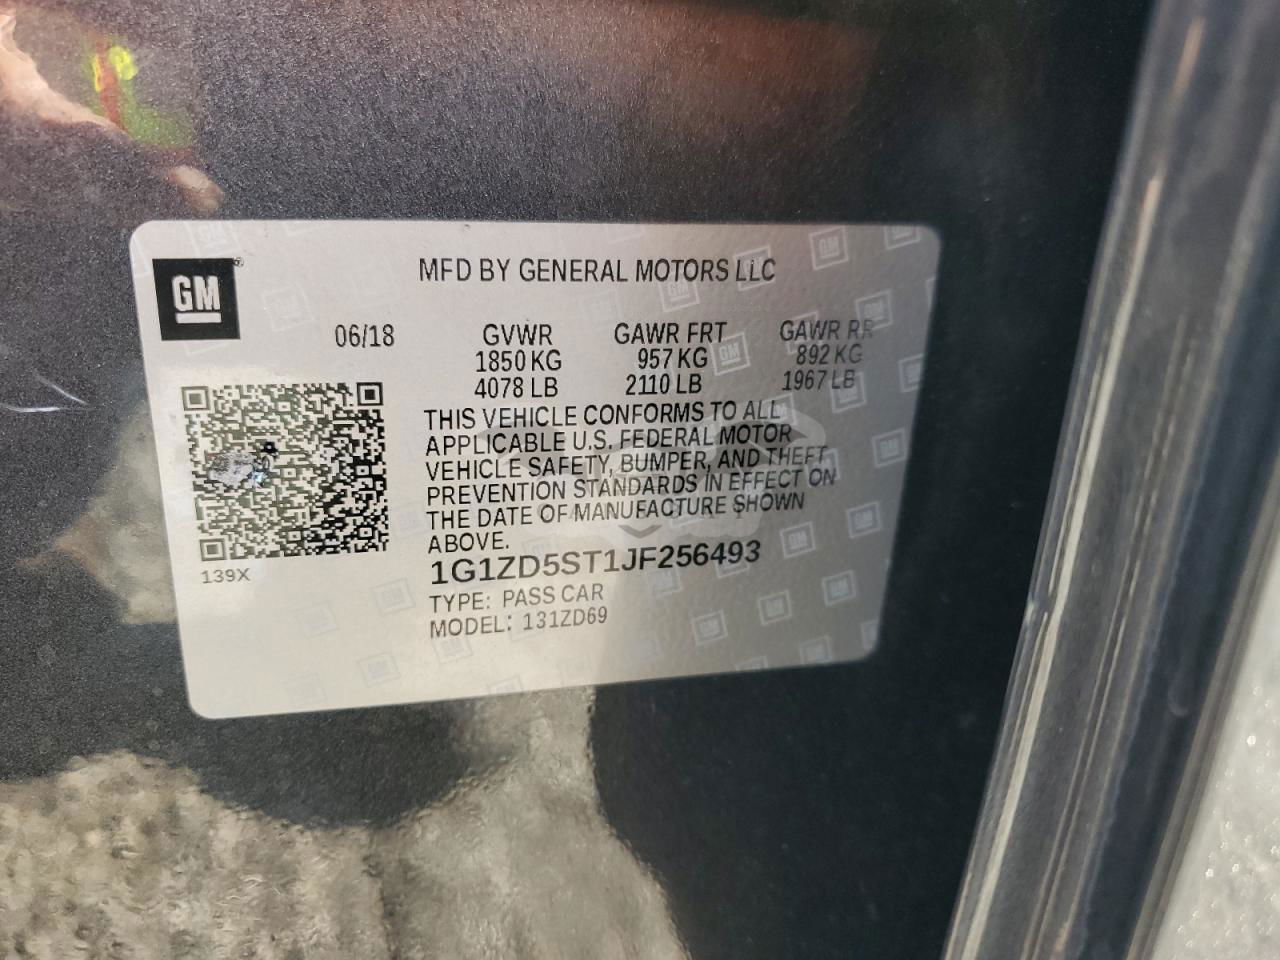 GM
MFD BY GENERAL MOTORS LLC
06/18 GVWR GAWR FRT GAWR RR
1850 KG 957 KG 892 KG
4078 LB 2110 LB 1967 LB
THIS VEHICLE CONFORMS TO ALL
APPLICABLE U.S. FEDERAL MOTOR
VEHICLE SAFETY, BUMPER, AND THEFT
PREVENTION STANDARDS IN EFFECT ON
THE DATE OF MANUFACTURE SHOWN
ABOVE.
1G1ZD5ST1JF256493
TYPE: PASS CAR
MODEL: 131ZD69
139X